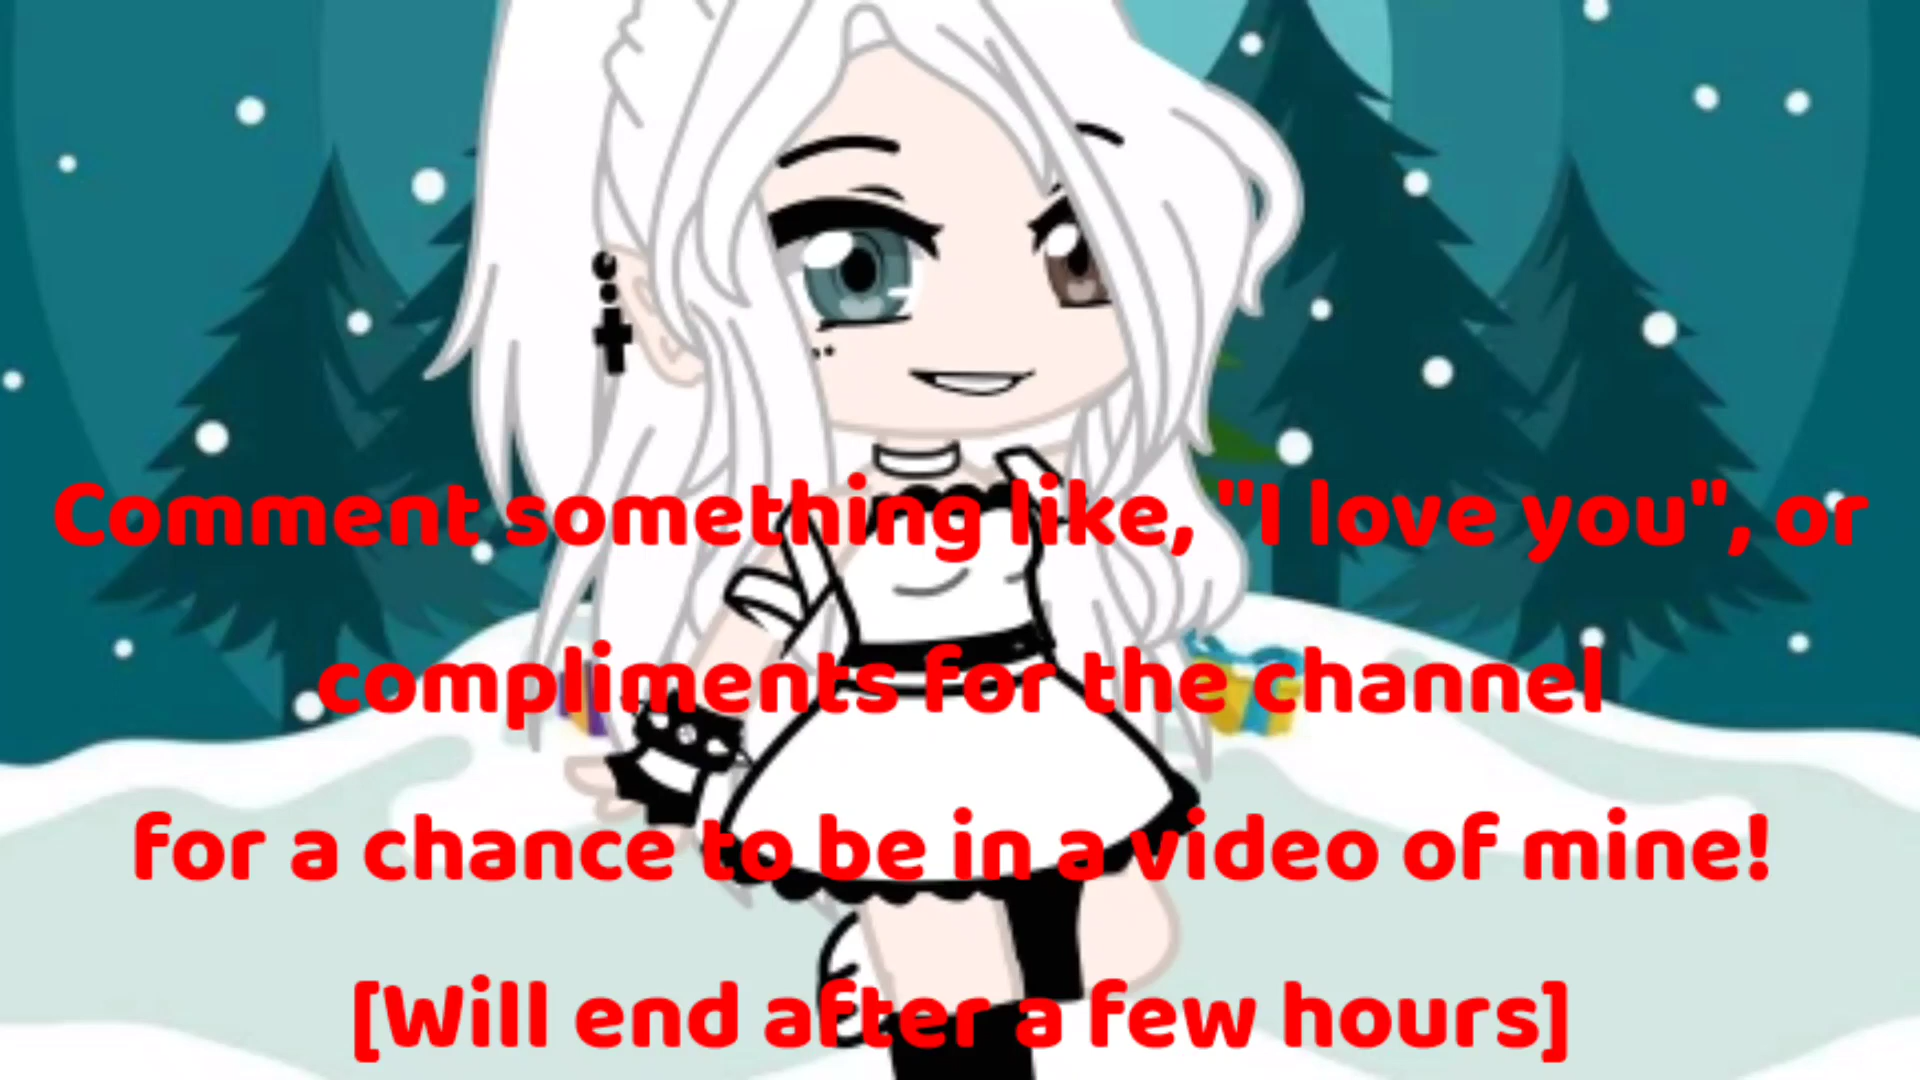 Comment something like, "I love you", or
compliments for the channel
for a chance to be in a video of mine!
[Will end after a few hours]